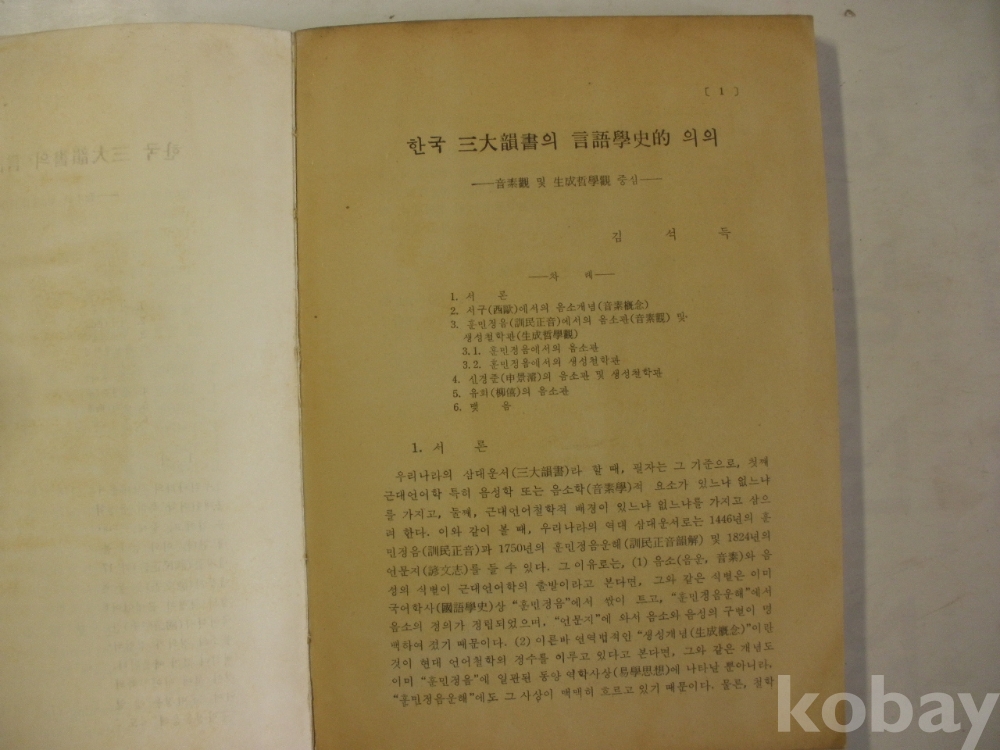 [ 1 ]
한국 三大韻書의 言語學史的 의의
——音素觀 및 生成哲學觀 중심——
김 석 득
——차 례——
1. 서 론
2. 서구(西歐)에서의 음소개념(音素槪念)
3. 훈민정음(訓民正音)에서의 음소관(音素觀) 및
생성철학관(生成哲學觀)
3.1. 훈민정음에서의 음소관
3.2. 훈민정음에서의 생성철학관
4. 신경준(申景濬)의 음소관 및 생성철학관
5. 유희(柳僖)의 음소관
6. 맺 음
1. 서 론
우리나라의 삼대운서(三大韻書)라 할 때, 필자는 그 기준으로, 첫째
근대언어학 특히 음성학 또는 음소학(音素學)적 요소가 있느냐 없느냐
를 가지고, 둘째, 근대언어철학적 배경이 있느냐 없느냐를 가지고 삼으
려 한다. 이와 같이 볼 때, 우리나라의 역대 삼대운서로는 1446년의 훈
민정음(訓民正音)과 1750년의 훈민정음운해(訓民正音韻解) 및 1824년의
언문지(諺文志)를 들 수 있다. 그 이유로는, (1) 음소(음운, 音素)와 음
성의 식별이 근대언어학의 출발이라고 본다면, 그와 같은 식별은 이미
국어학사(國語學史)상 “훈민정음”에서 싹이 트고, “훈민정음운해”에서
음소의 정의가 정립되었으며, “언문지”에 와서 음소와 음성의 구별이 명
백하여 졌기 때문이다. (2) 이른바 연역법적인 “생성개념(生成槪念)”이란
것이 현대 언어철학의 정수를 이루고 있다고 본다면, 그와 같은 개념도
이미 “훈민정음”에 일관된 동양 역학사상(易學思想)에 나타날 뿐아니라,
“훈민정음운해”에도 그 사상이 맥맥히 흐르고 있기 때문이다. 물론, 철학
kobay